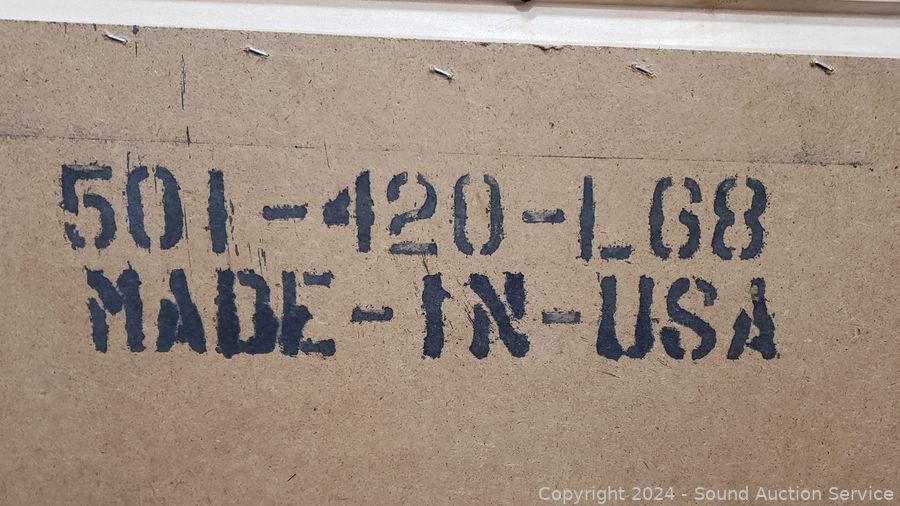 501-420-L68
MADE-IN-USA
Copyright 2024 - Sound Auction Service